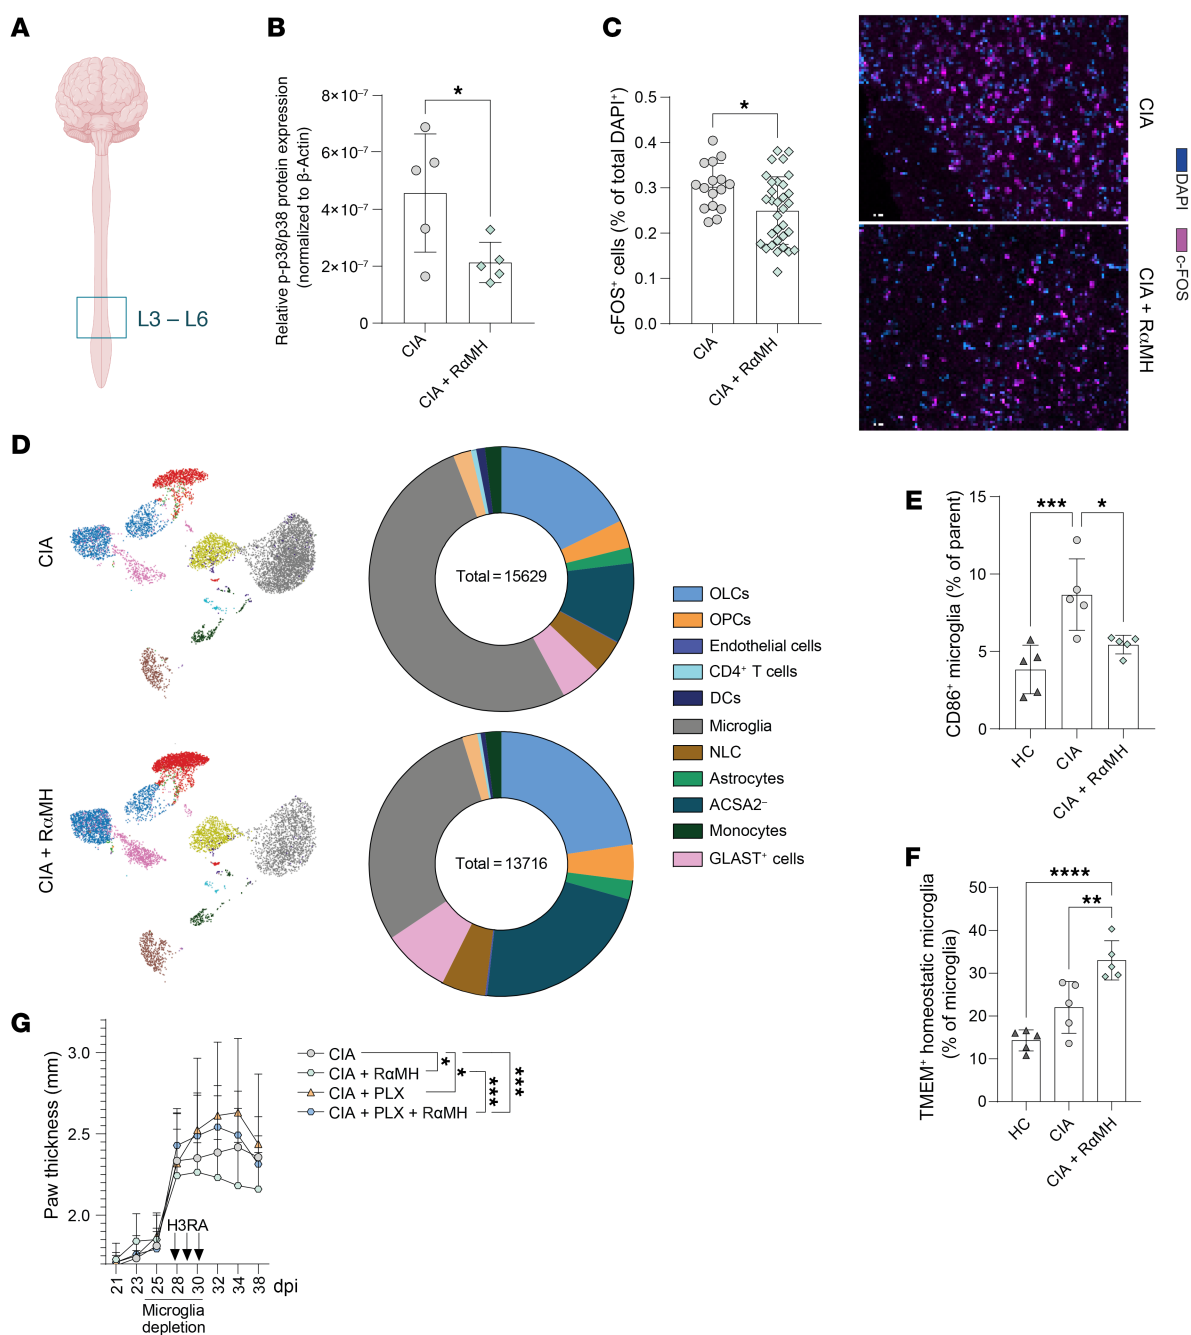 A
L3 – L6
B
Relative p-p38/p38 protein expression
(normalized to β-Actin)
8×10⁻⁷
6×10⁻⁷
4×10⁻⁷
2×10⁻⁷
0
*
CIA
CIA + RαMH
C
cFOS⁺ cells (% of total DAPI⁺)
0.5
0.4
0.3
0.2
0.1
0.0
*
CIA
CIA + RαMH
CIA
CIA + RαMH
DAPI
c-FOS
D
CIA
Total = 15629
CIA + RαMH
Total = 13716
OLCs
OPCs
Endothelial cells
CD4⁺ T cells
DCs
Microglia
NLC
Astrocytes
ACSA2⁻
Monocytes
GLAST⁺ cells
E
CD86⁺ microglia (% of parent)
15
10
5
0
***
*
HC
CIA
CIA + RαMH
F
TMEM⁺ homeostatic microglia
(% of microglia)
50
40
30
20
10
0
****
**
HC
CIA
CIA + RαMH
G
Paw thickness (mm)
3.0
2.5
2.0
H3RA
21
23
25
28
30
32
34
38
dpi
Microglia
depletion
CIA
CIA + RαMH
CIA + PLX
CIA + PLX + RαMH
*
*
***
***